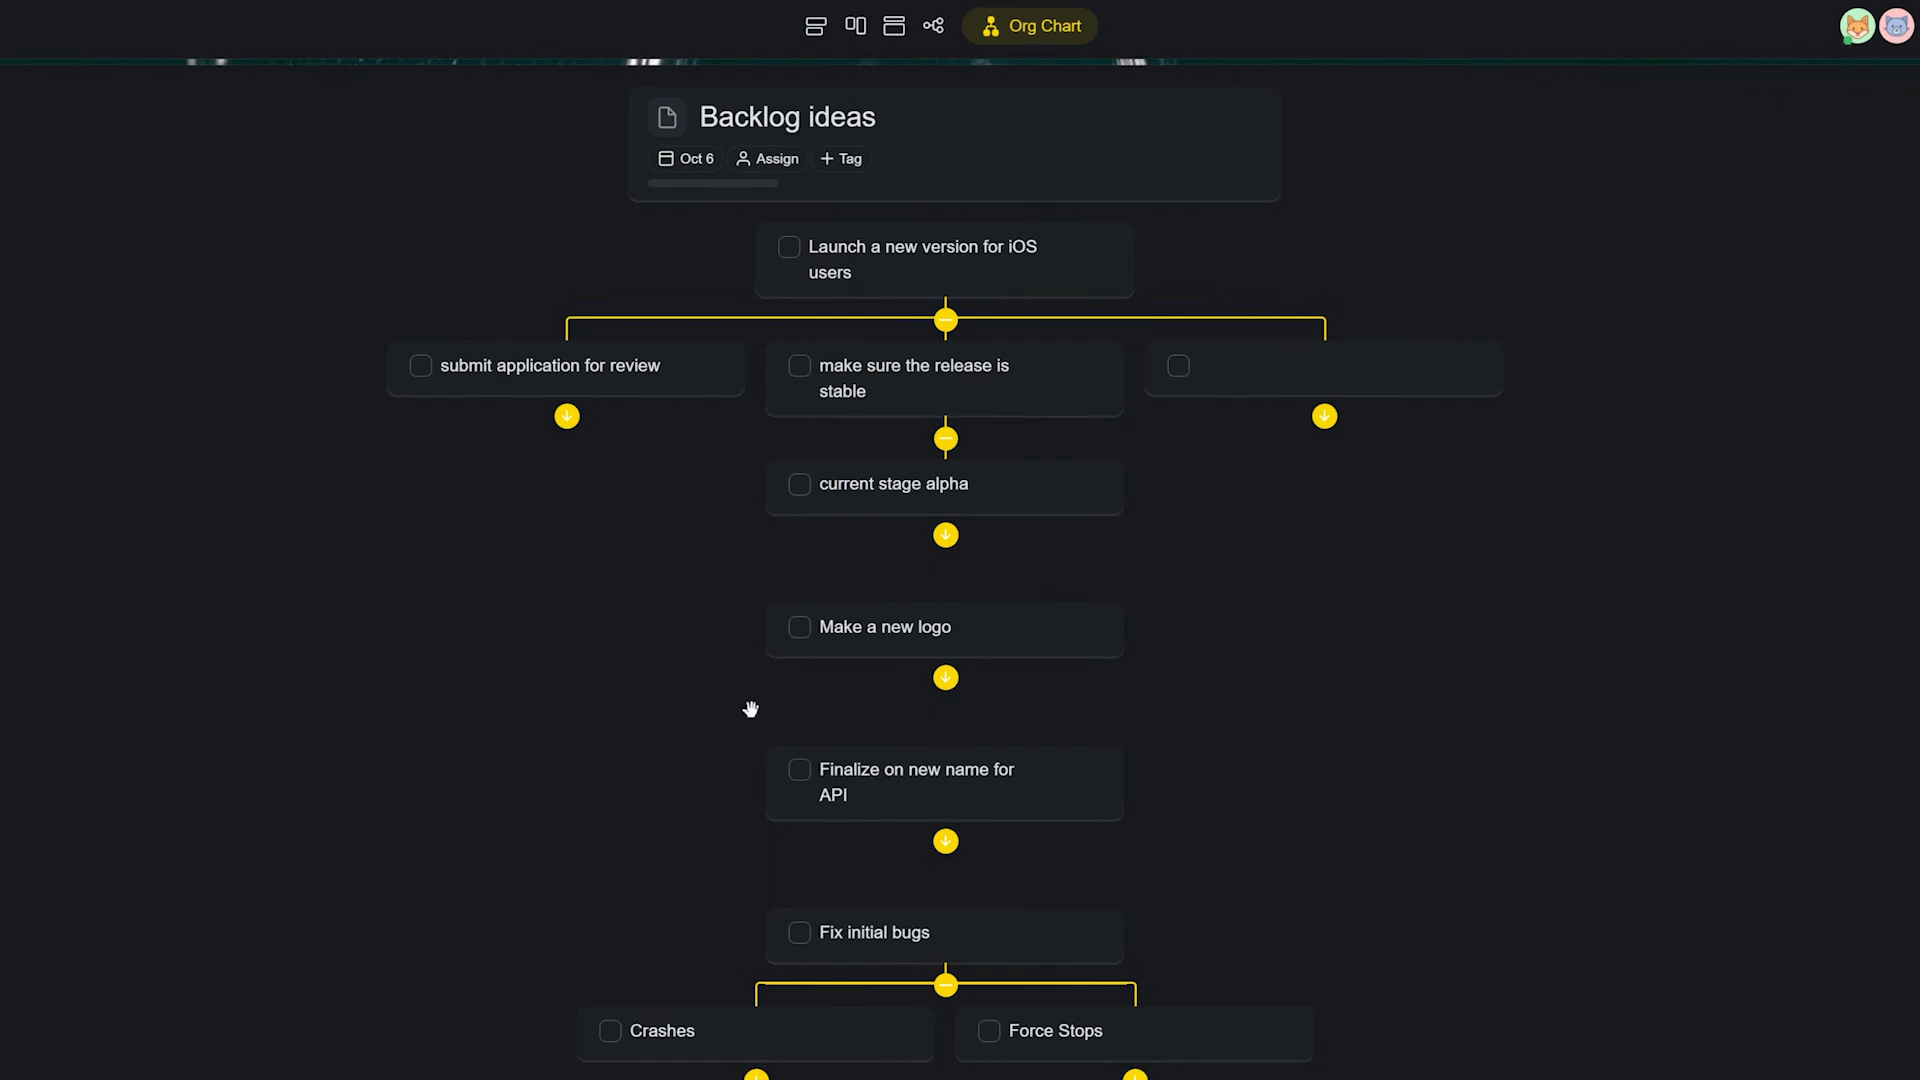 Org Chart
Backlog ideas
Oct 6
Assign
Tag
Launch a new version for iOS
users
submit application for review
make sure the release is
stable
current stage alpha
Make a new logo
Finalize on new name for
API
Fix initial bugs
Crashes
Force Stops